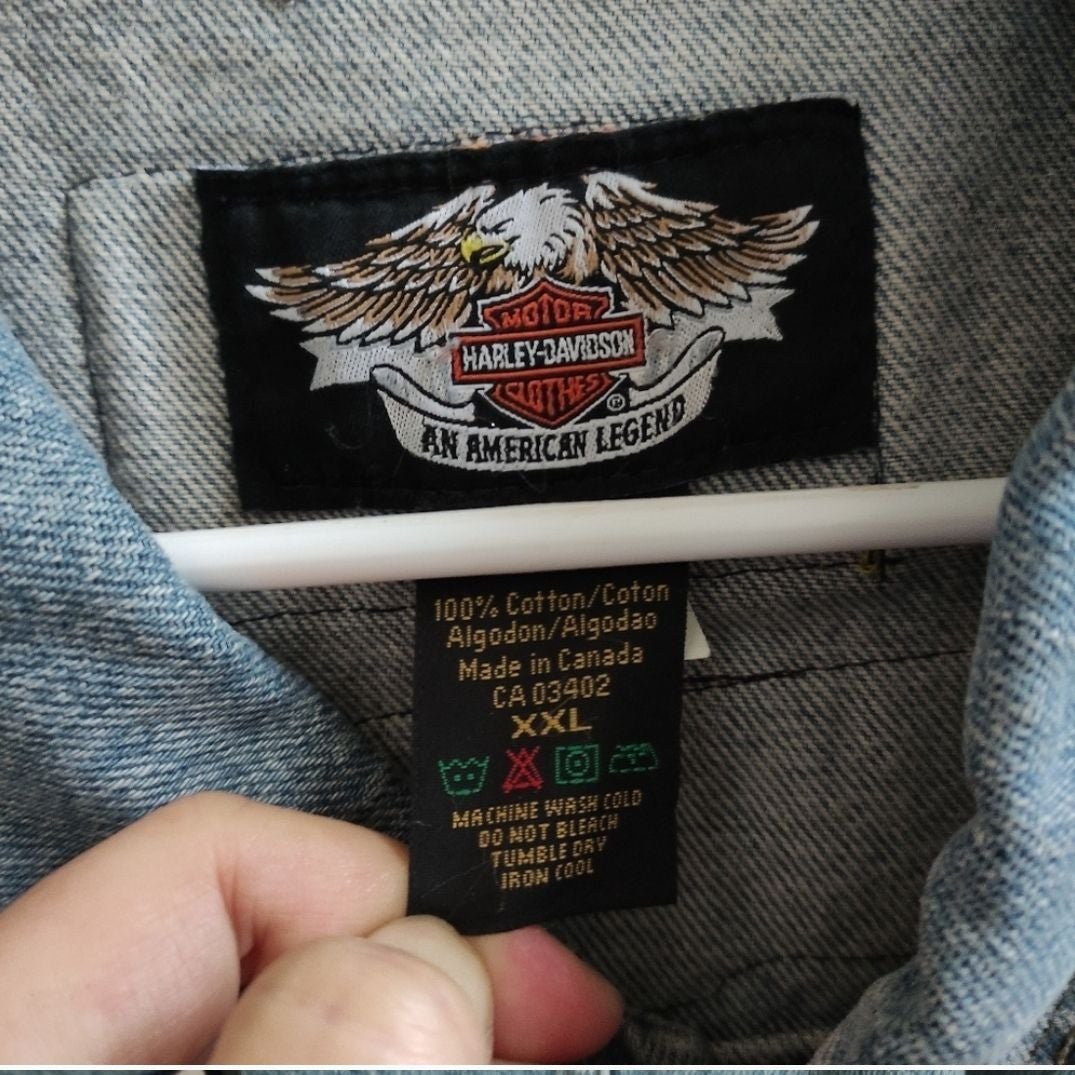 MOTOR
HARLEY-DAVIDSON
CLOTHES
®
AN AMERICAN LEGEND
100% Cotton/Coton
Algodon/Algodao
Made in Canada
CA 03402
XXL
MACHINE WASH COLD
DO NOT BLEACH
TUMBLE DRY
IRON COOL